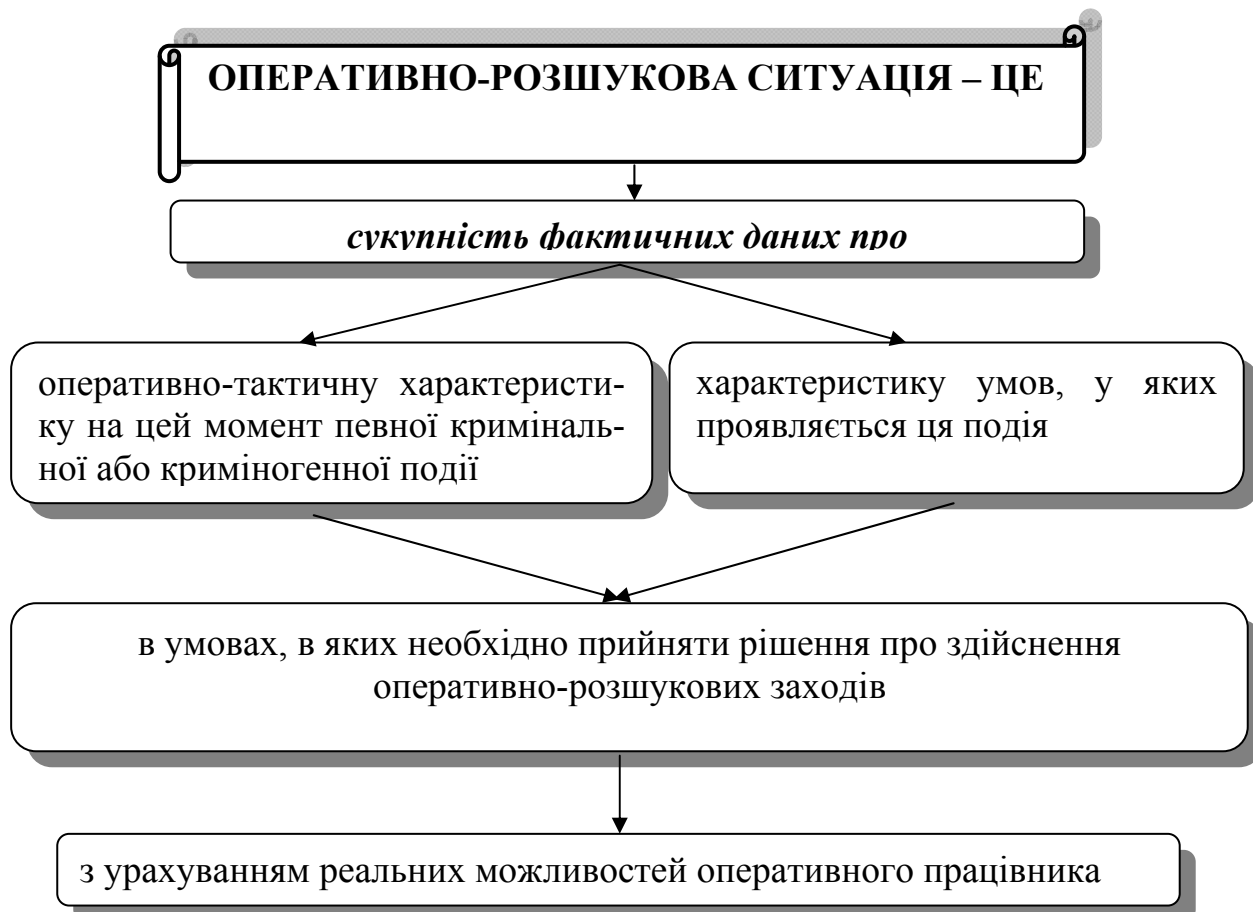 ОПЕРАТИВНО-РОЗШУКОВА СИТУАЦІЯ – ЦЕ
сукупність фактичних даних про
оперативно-тактичну характеристи-
ку на цей момент певної криміналь-
ної або криміногенної події
характеристику умов, у яких
проявляється ця подія
в умовах, в яких необхідно прийняти рішення про здійснення
оперативно-розшукових заходів
з урахуванням реальних можливостей оперативного працівника